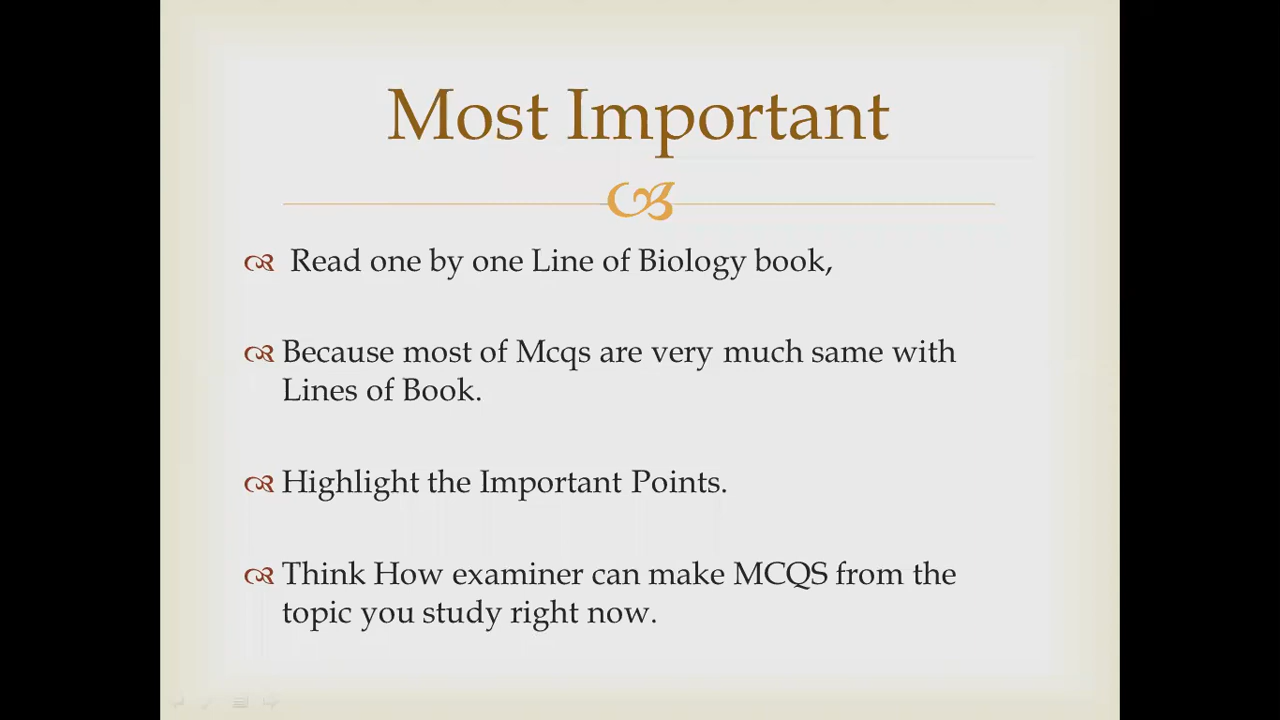 Most Important
Read one by one Line of Biology book,
Because most of Mcqs are very much same with
Lines of Book.
Highlight the Important Points.
Think How examiner can make MCQS from the
topic you study right now.